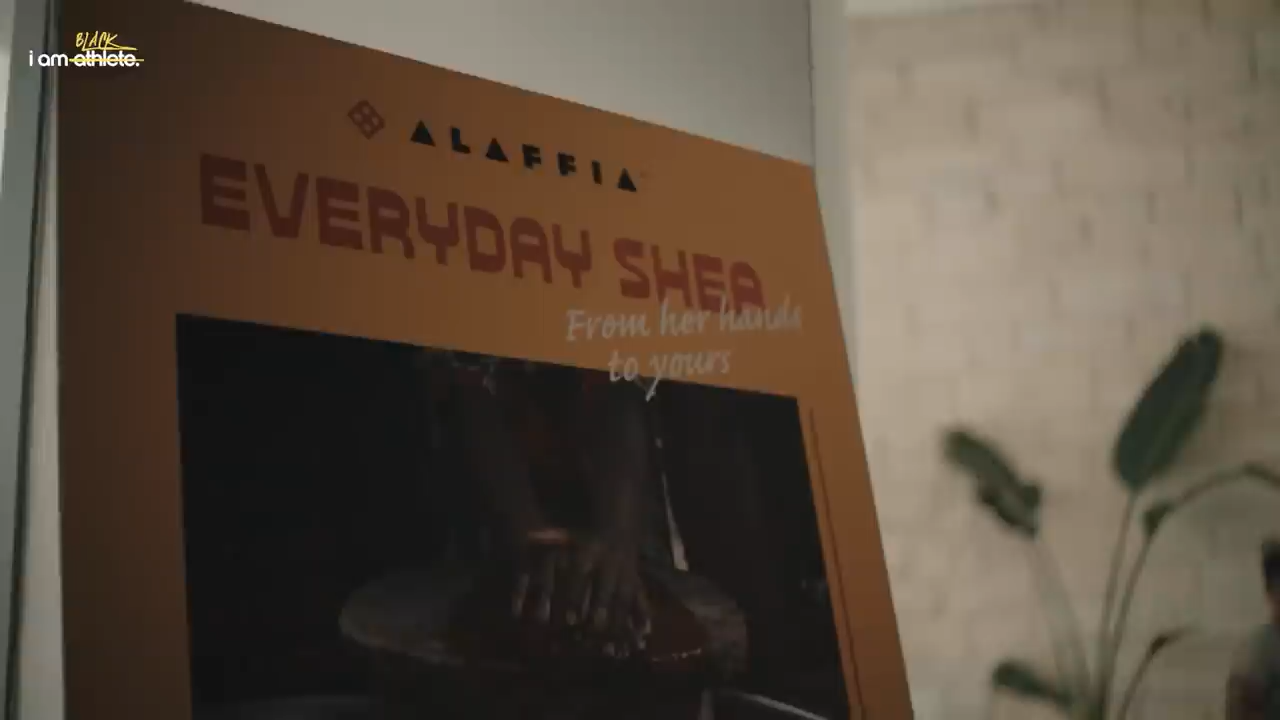 BLACK
i am athlete.
ALAFFIA
EVERYDAY SHEA
From her hands
to yours